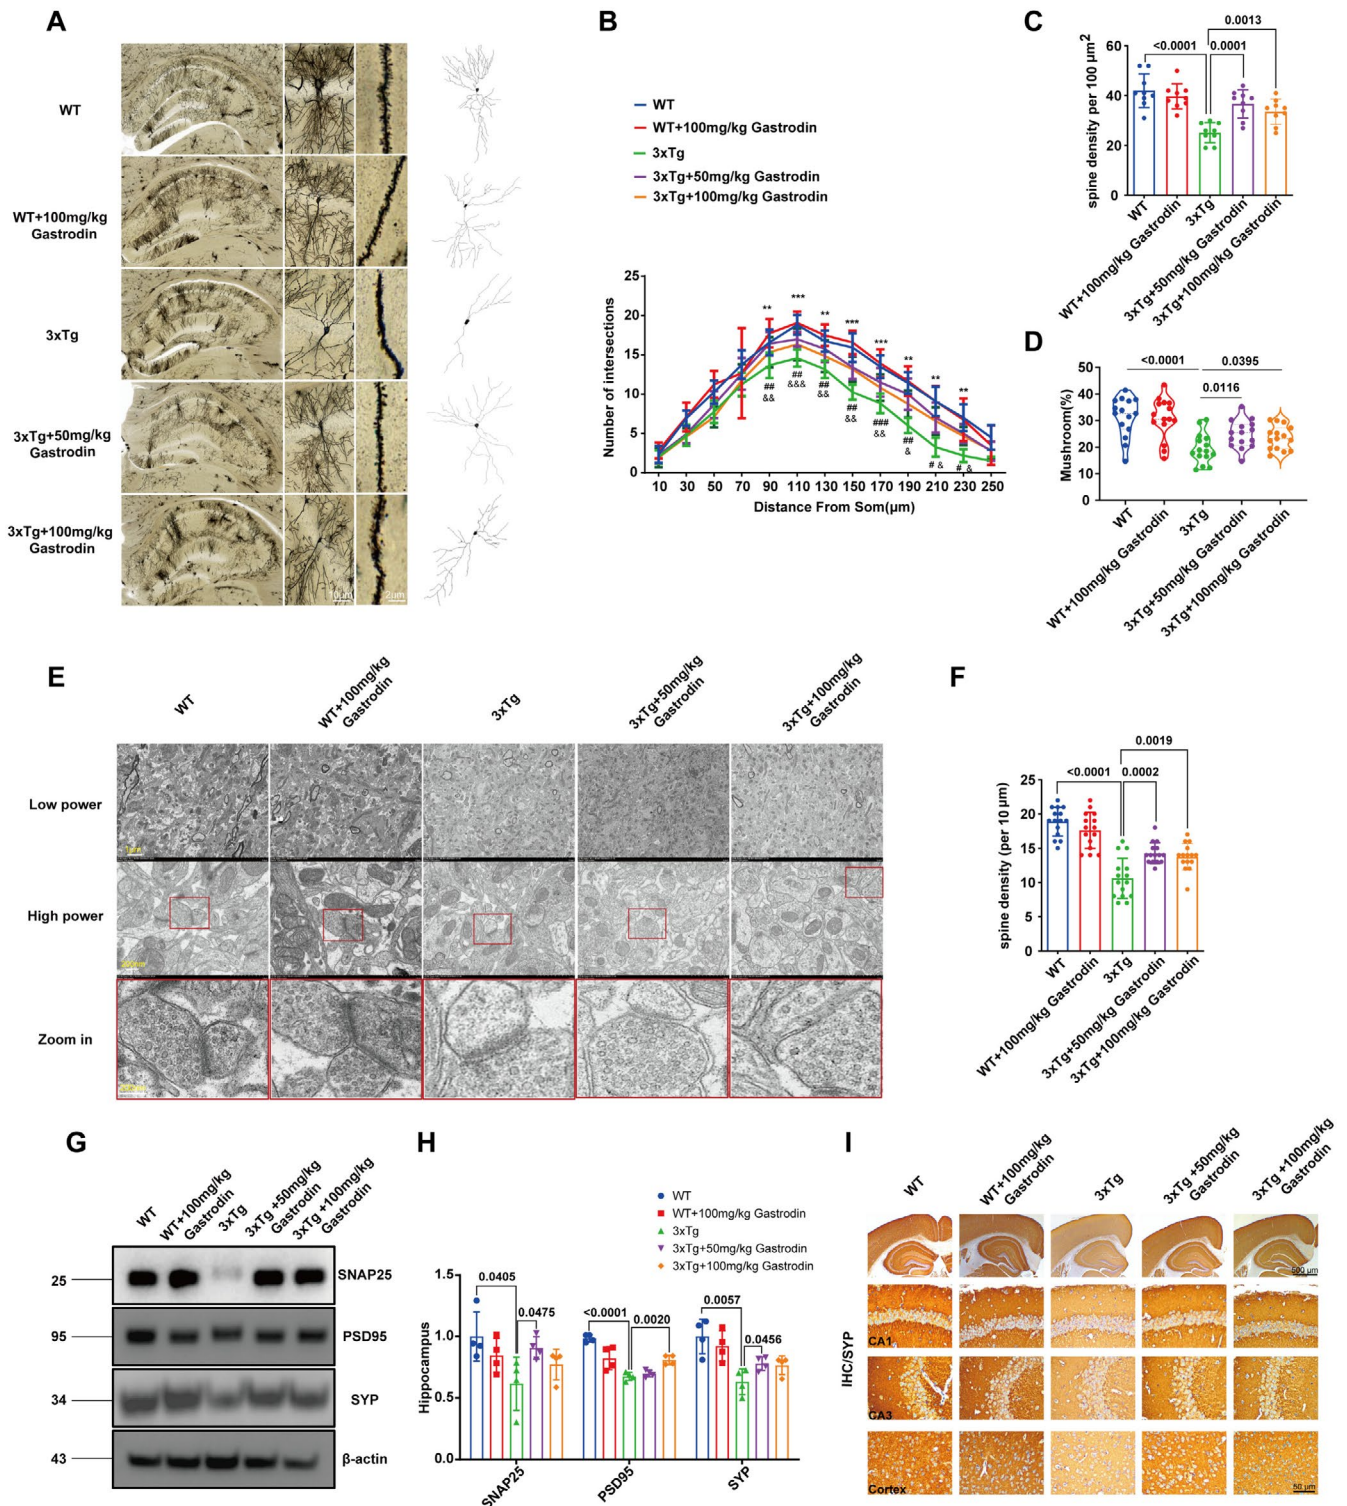 A
WT
WT+100mg/kg
Gastrodin
3xTg
3xTg+50mg/kg
Gastrodin
3xTg+100mg/kg
Gastrodin
10μm
2μm
B
WT
WT+100mg/kg Gastrodin
3xTg
3xTg+50mg/kg Gastrodin
3xTg+100mg/kg Gastrodin
Number of intersections
25
20
15
10
5
0
** *** ** *** ** ** ** **
## ## ## ## ### ## # & # &
&& &&& && && && &
10 30 50 70 90 110 130 150 170 190 210 230 250
Distance From Som(μm)
C
0.0013
<0.0001 0.0001
spine density per 100 μm²
60
40
20
0
WT
WT+100mg/kg Gastrodin
3xTg
3xTg+50mg/kg Gastrodin
3xTg+100mg/kg Gastrodin
D
<0.0001 0.0395
0.0116
Mushroom(%)
50
40
30
20
10
0
WT
WT+100mg/kg Gastrodin
3xTg
3xTg+50mg/kg Gastrodin
3xTg+100mg/kg Gastrodin
E
WT
WT+100mg/kg
Gastrodin
3xTg
3xTg+50mg/kg
Gastrodin
3xTg+100mg/kg
Gastrodin
Low power
High power
Zoom in
F
0.0019
<0.0001 0.0002
spine density (per 10 μm)
25
20
15
10
5
0
WT
WT+100mg/kg Gastrodin
3xTg
3xTg+50mg/kg Gastrodin
3xTg+100mg/kg Gastrodin
G
WT
WT+100mg/kg
Gastrodin
3xTg
3xTg +50mg/kg
Gastrodin
3xTg +100mg/kg
Gastrodin
25 SNAP25
95 PSD95
34 SYP
43 β-actin
H
WT
WT+100mg/kg Gastrodin
3xTg
3xTg+50mg/kg Gastrodin
3xTg+100mg/kg Gastrodin
Hippocampus
1.5
1.0
0.5
0.0
0.0405
0.0475
<0.0001 0.0020
0.0057
0.0456
SNAP25
PSD95
SYP
I
WT
WT+100mg/kg
Gastrodin
3xTg
3xTg +50mg/kg
Gastrodin
3xTg +100mg/kg
Gastrodin
IHC/SYP
500 μm
CA1
CA3
Cortex
50 μm